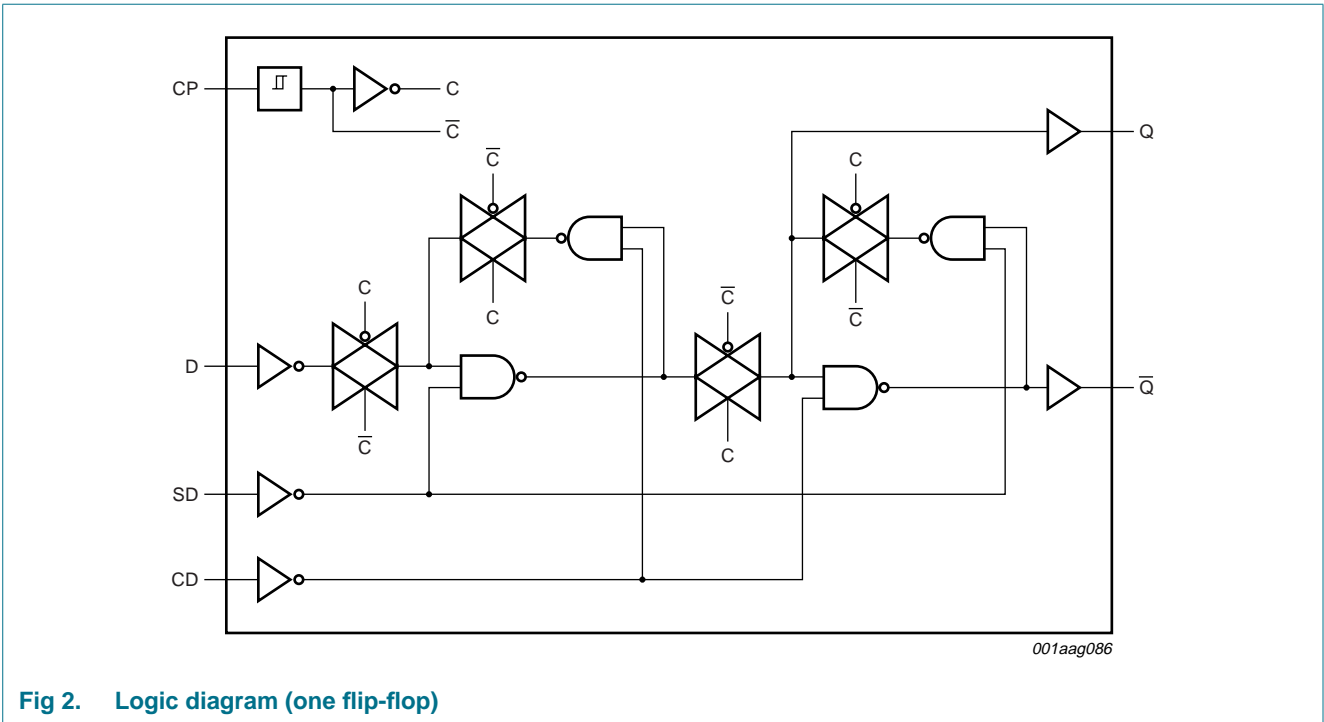 CP
C
C̅
C̅
C
Q
C
C
C̅
C̅
D
Q̅
C̅
C
SD
CD
001aag086
Fig 2. Logic diagram (one flip-flop)